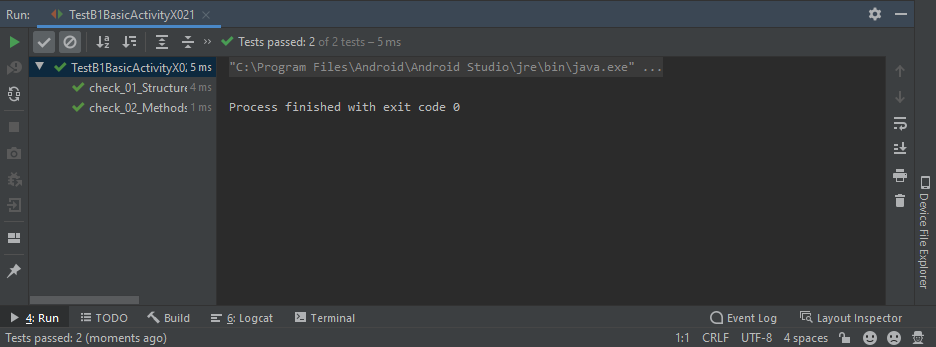 Run: TestB1BasicActivityX021
Tests passed: 2 of 2 tests – 5 ms
TestB1BasicActivityX02 5 ms
check_01_Structure 4 ms
check_02_Methods 1 ms
"C:\Program Files\Android\Android Studio\jre\bin\java.exe" ...
Process finished with exit code 0
Device File Explorer
4: Run TODO Build 6: Logcat Terminal Event Log Layout Inspector
Tests passed: 2 (moments ago) 1:1 CRLF UTF-8 4 spaces